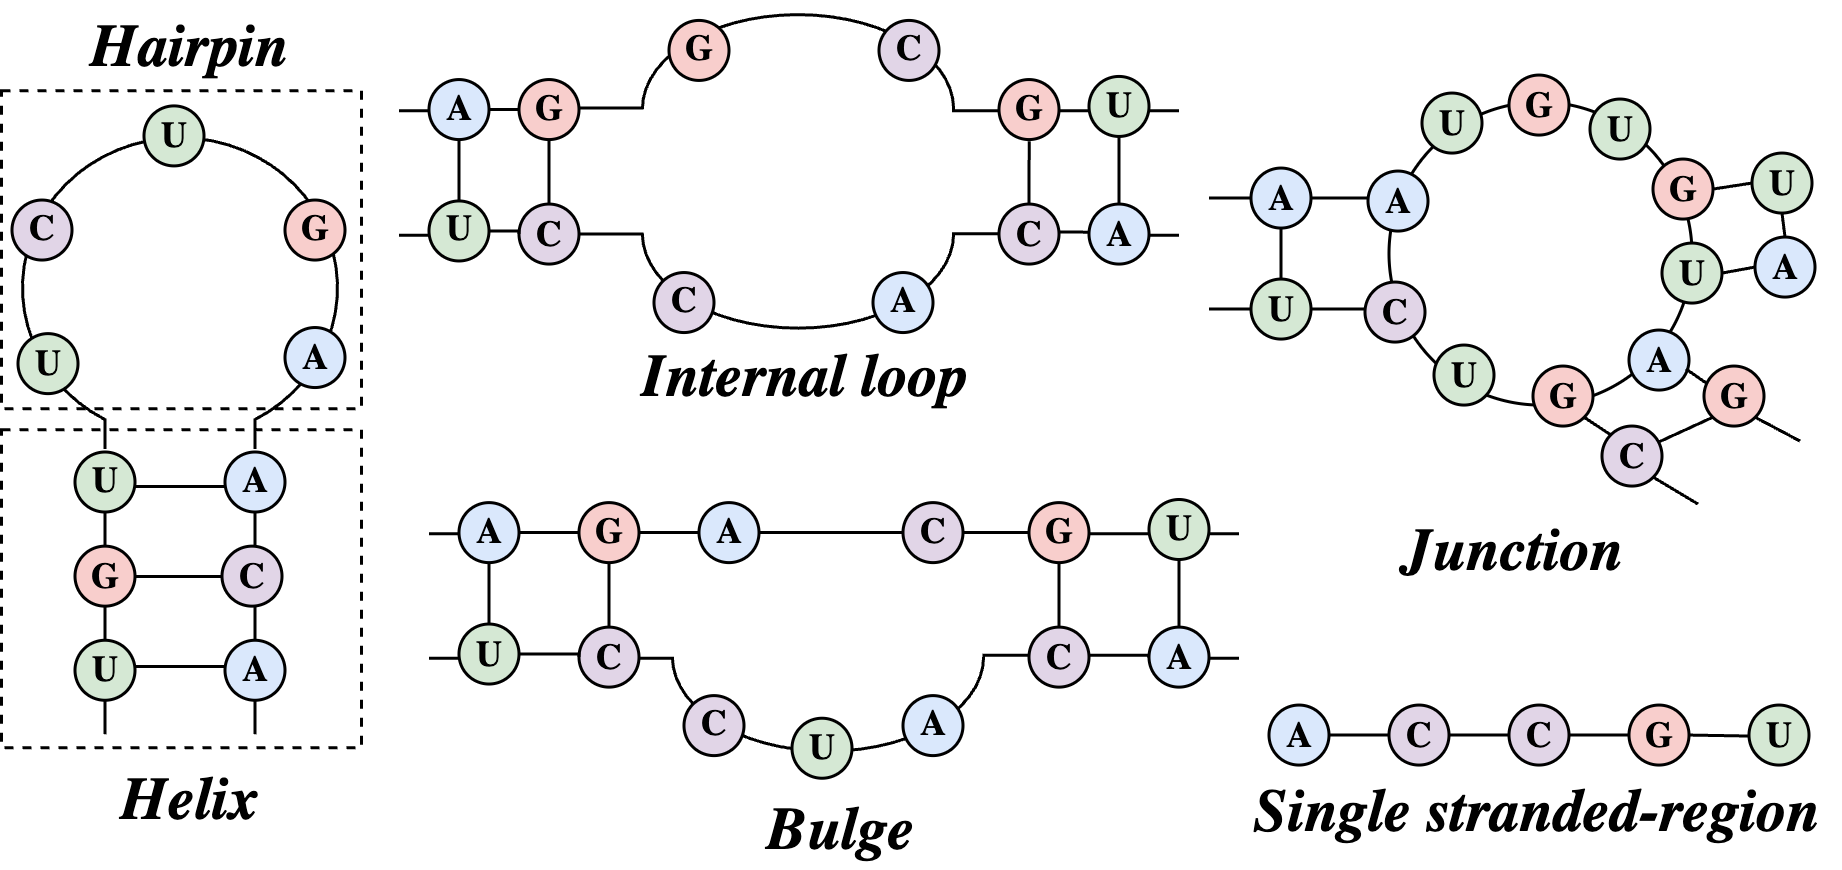 Hairpin
U
C G
U A
U A
G C
U A
Helix
G C
A G G U
U C C A
C A
Internal loop
A G A C G U
U C C A
C U A
Bulge
U G U
A A G U
U C U A
U G A G
C
Junction
A C C G U
Single stranded-region